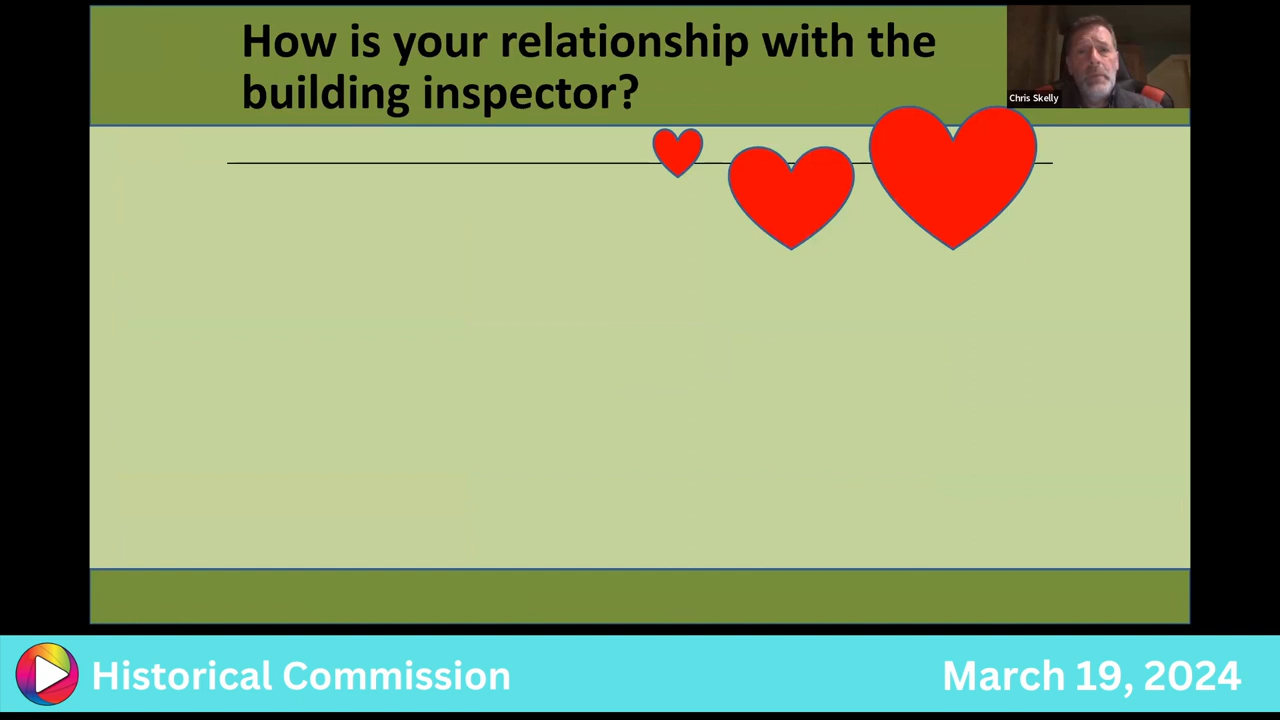 How is your relationship with the
building inspector?
Chris Skelly
Historical Commission
March 19, 2024